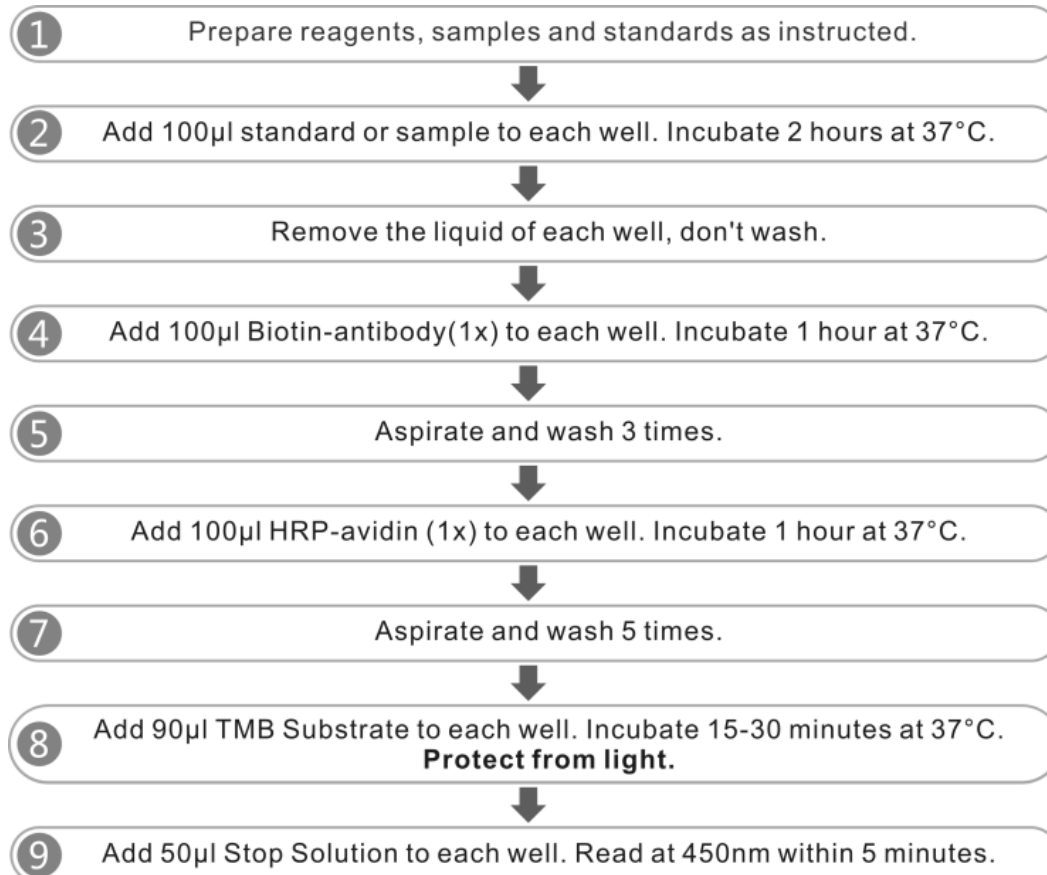 1 Prepare reagents, samples and standards as instructed.
2 Add 100µl standard or sample to each well. Incubate 2 hours at 37°C.
3 Remove the liquid of each well, don't wash.
4 Add 100µl Biotin-antibody(1x) to each well. Incubate 1 hour at 37°C.
5 Aspirate and wash 3 times.
6 Add 100µl HRP-avidin (1x) to each well. Incubate 1 hour at 37°C.
7 Aspirate and wash 5 times.
8 Add 90µl TMB Substrate to each well. Incubate 15-30 minutes at 37°C.
Protect from light.
9 Add 50µl Stop Solution to each well. Read at 450nm within 5 minutes.